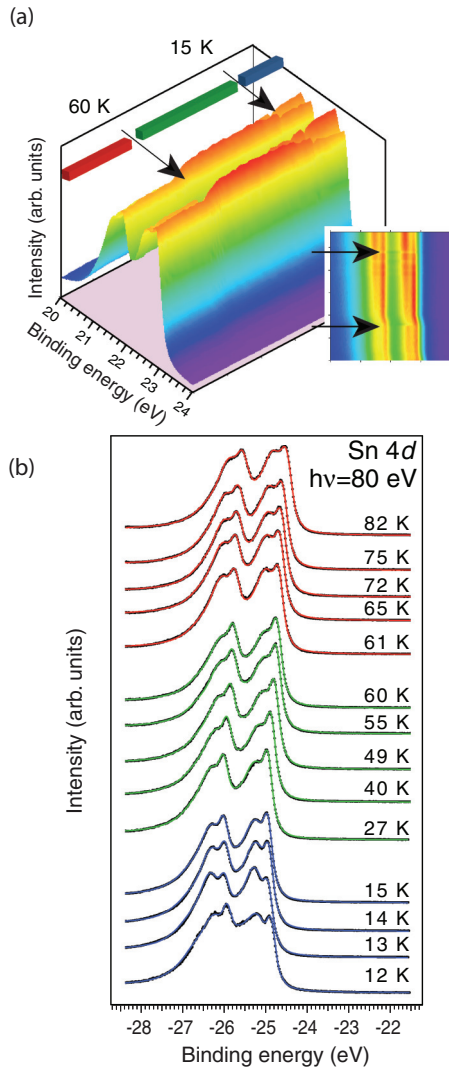 (a)
15 K
60 K
Intensity (arb. units)
20
21
22
23
24
Binding energy (eV)
(b)
Sn 4d
hν=80 eV
82 K
75 K
72 K
65 K
61 K
60 K
55 K
49 K
40 K
27 K
15 K
14 K
13 K
12 K
Intensity (arb. units)
-28 -27 -26 -25 -24 -23 -22
Binding energy (eV)